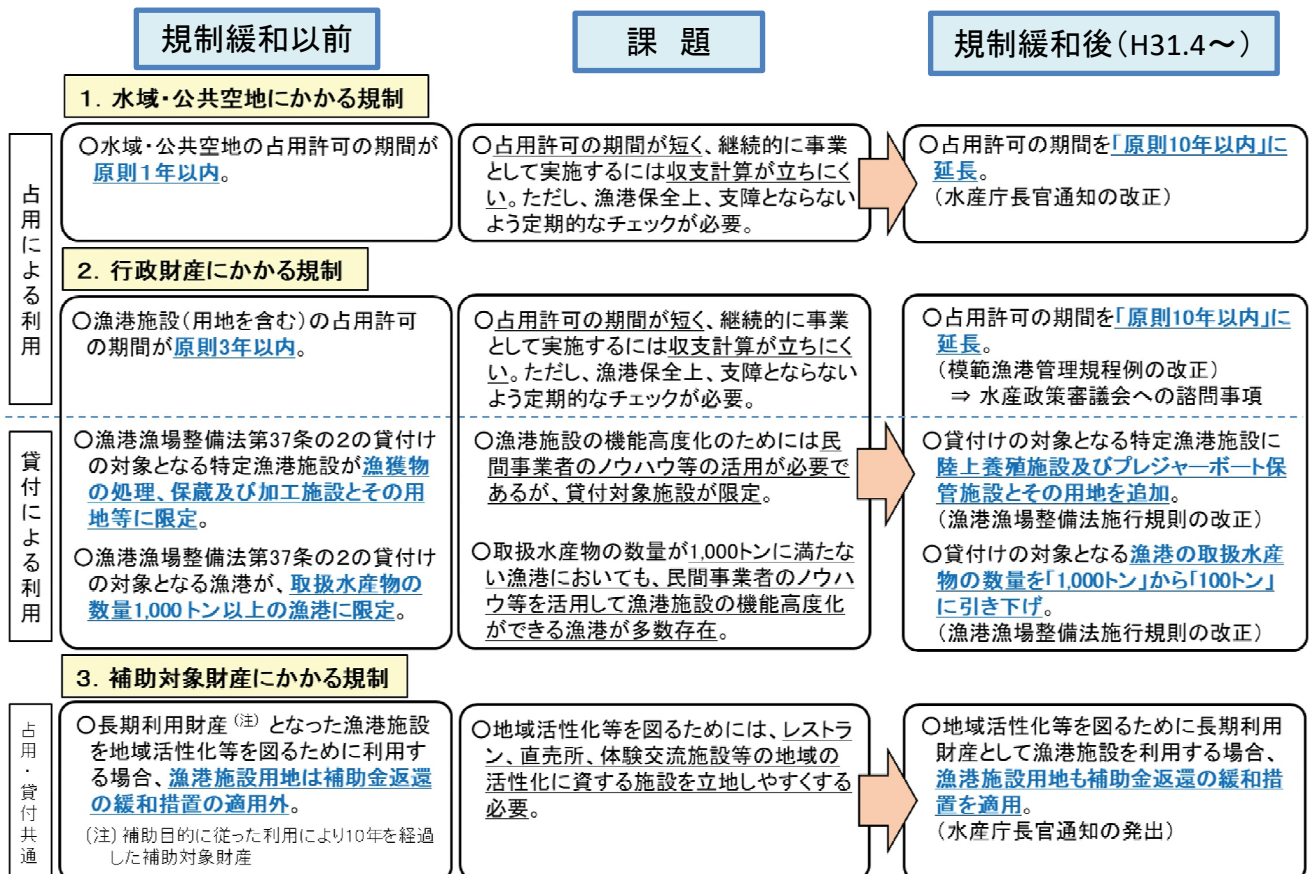 規制緩和以前
課 題
規制緩和後(H31.4～)
1. 水域・公共空地にかかる規制
占用による利用
○水域・公共空地の占用許可の期間が
原則1年以内。
○占用許可の期間が短く、継続的に事業
として実施するには収支計算が立ちにく
い。ただし、漁港保全上、支障とならない
よう定期的なチェックが必要。
○占用許可の期間を「原則10年以内」に
延長。
(水産庁長官通知の改正)
2. 行政財産にかかる規制
○漁港施設(用地を含む)の占用許可
の期間が原則3年以内。
○占用許可の期間が短く、継続的に事業
として実施するには収支計算が立ちにく
い。ただし、漁港保全上、支障とならない
よう定期的なチェックが必要。
○占用許可の期間を「原則10年以内」に
延長。
(模範漁港管理規程例の改正)
⇒ 水産政策審議会への諮問事項
貸付による利用
○漁港漁場整備法第37条の2の貸付け
の対象となる特定漁港施設が漁獲物
の処理、保蔵及び加工施設とその用
地等に限定。
○漁港漁場整備法第37条の2の貸付け
の対象となる漁港が、取扱水産物の
数量1,000トン以上の漁港に限定。
○漁港施設の機能高度化のためには民
間事業者のノウハウ等の活用が必要で
あるが、貸付対象施設が限定。
○取扱水産物の数量が1,000トンに満たな
い漁港においても、民間事業者のノウハ
ウ等を活用して漁港施設の機能高度化
ができる漁港が多数存在。
○貸付けの対象となる特定漁港施設に
陸上養殖施設及びプレジャーボート保
管施設とその用地を追加。
(漁港漁場整備法施行規則の改正)
○貸付けの対象となる漁港の取扱水産
物の数量を「1,000トン」から「100トン」
に引き下げ。
(漁港漁場整備法施行規則の改正)
3. 補助対象財産にかかる規制
占用・貸付共通
○長期利用財産(注) となった漁港施設
を地域活性化等を図るために利用す
る場合、漁港施設用地は補助金返還
の緩和措置の適用外。
(注) 補助目的に従った利用により10年を経過
した補助対象財産
○地域活性化等を図るためには、レストラ
ン、直売所、体験交流施設等の地域の
活性化に資する施設を立地しやすくする
必要。
○地域活性化等を図るために長期利用
財産として漁港施設を利用する場合、
漁港施設用地も補助金返還の緩和措
置を適用。
(水産庁長官通知の発出)